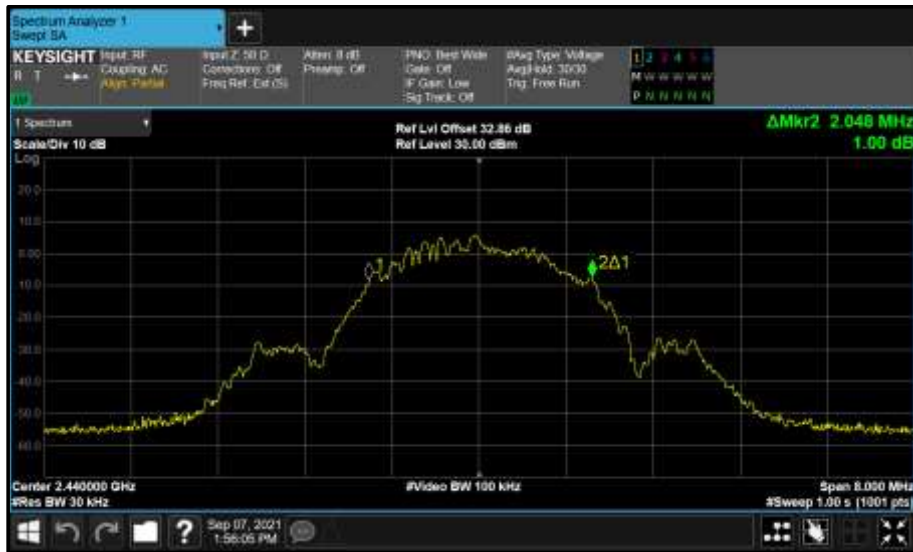 Spectrum Analyzer 1
Swept SA
+
KEYSIGHT
R T
Input: RF
Coupling: AC
Align: Partial
Input Z: 50 Ω
Corrections: Off
Freq Ref: Ext (S)
Atten: 8 dB
Preamp: Off
PNO: Best Wide
Gate: Off
IF Gain: Low
Sig Track: Off
#Avg Type: Voltage
Avg|Hold: 30/30
Trig: Free Run
1 2 3 4 5 6
M W W W W W
P N N N N N
1 Spectrum
Scale/Div 10 dB
Ref Lvl Offset 32.86 dB
Ref Level 30.00 dBm
ΔMkr2 2.048 MHz
1.00 dB
Log
20.0
10.0
0.00
-10.0
-20.0
-30.0
-40.0
-50.0
-60.0
1
2Δ1
Center 2.440000 GHz
#Res BW 30 kHz
#Video BW 100 kHz
Span 8.000 MHz
#Sweep 1.00 s (1001 pts)
?
Sep 07, 2021
1:56:05 PM